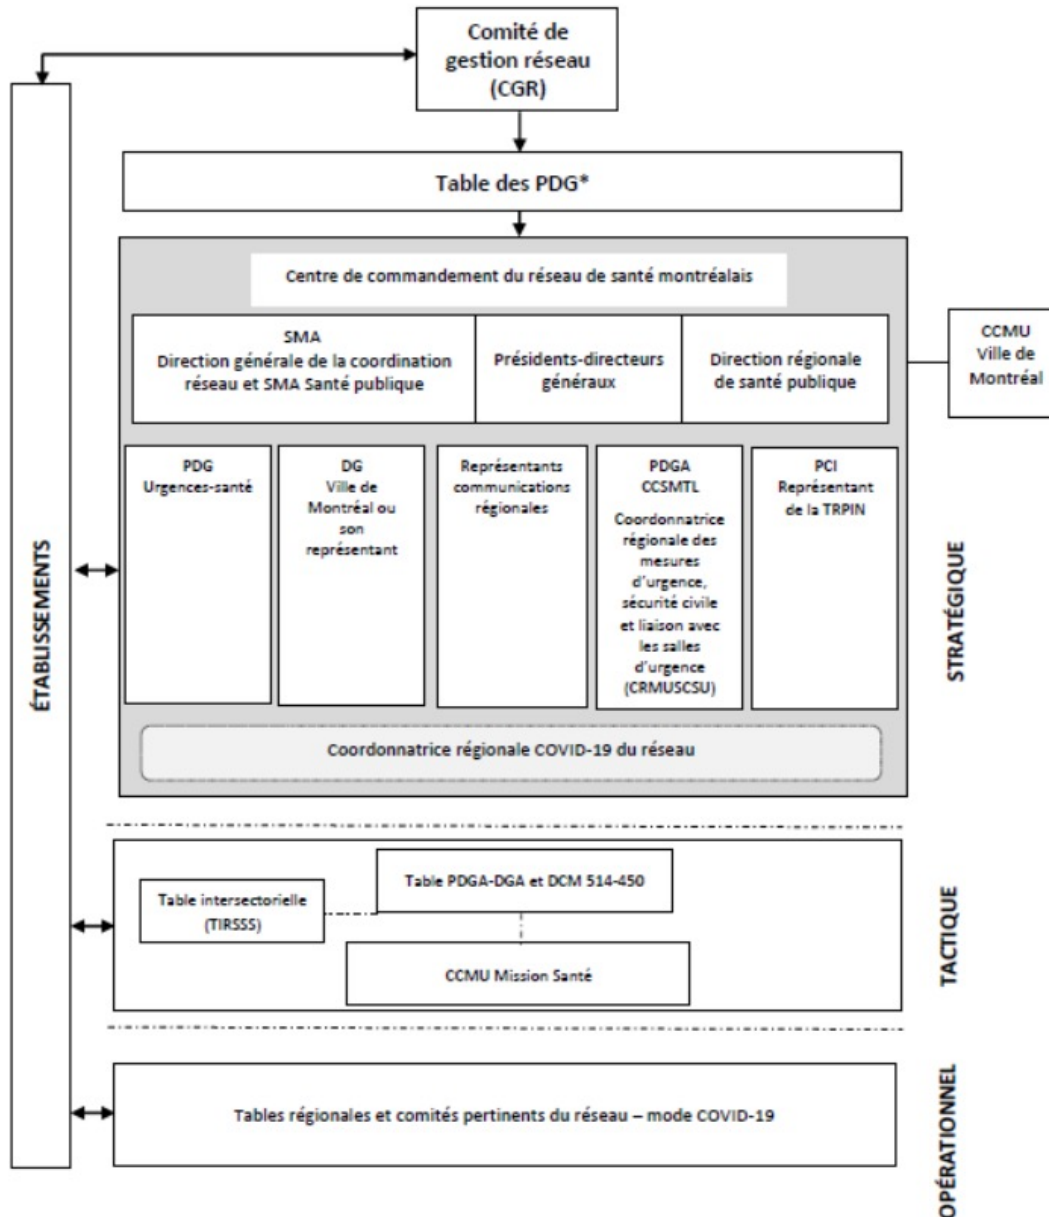 Comité de
gestion réseau
(CGR)
Table des PDG*
Centre de commandement du réseau de santé montréalais
SMA
Direction générale de la coordination
réseau et SMA Santé publique
Présidents-directeurs
généraux
Direction régionale
de santé publique
CCMU
Ville de
Montréal
PDG
Urgences-santé
DG
Ville de
Montréal ou
son
représentant
Représentants
communications
régionales
PDGA
CCSMTL
Coordonnatrice
régionale des
mesures
d'urgence,
sécurité civile
et liaison avec
les salles
d'urgence
(CRMUSCSU)
PCI
Représentant
de la TRPIN
Coordonnatrice régionale COVID-19 du réseau
ÉTABLISSEMENTS
STRATÉGIQUE
Table intersectorielle
(TIRSSS)
Table PDGA-DGA et DCM 514-450
CCMU Mission Santé
TACTIQUE
Tables régionales et comités pertinents du réseau – mode COVID-19
OPÉRATIONNEL